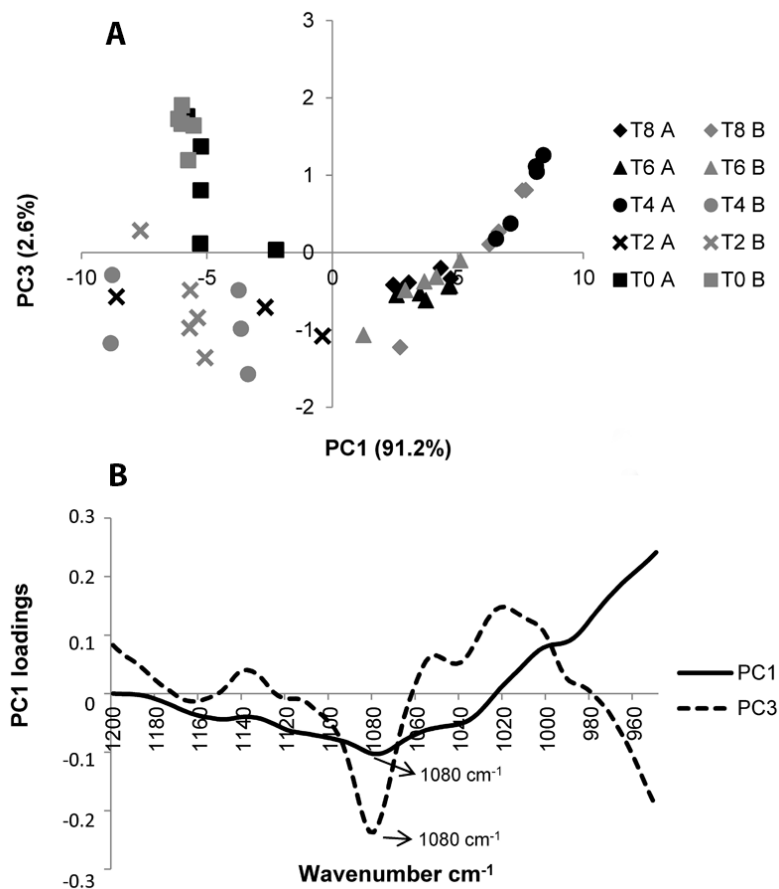 A
3
2
1
0
-1
-2
-10
-5
0
5
10
PC3 (2.6%)
PC1 (91.2%)
T8 A
T8 B
T6 A
T6 B
T4 A
T4 B
T2 A
T2 B
T0 A
T0 B
B
0.3
0.2
0.1
0
-0.1
-0.2
-0.3
PC1 loadings
1200
1180
1160
1140
1120
1100
1080
1060
1040
1020
1000
980
960
1080 cm-1
1080 cm-1
Wavenumber cm-1
PC1
PC3